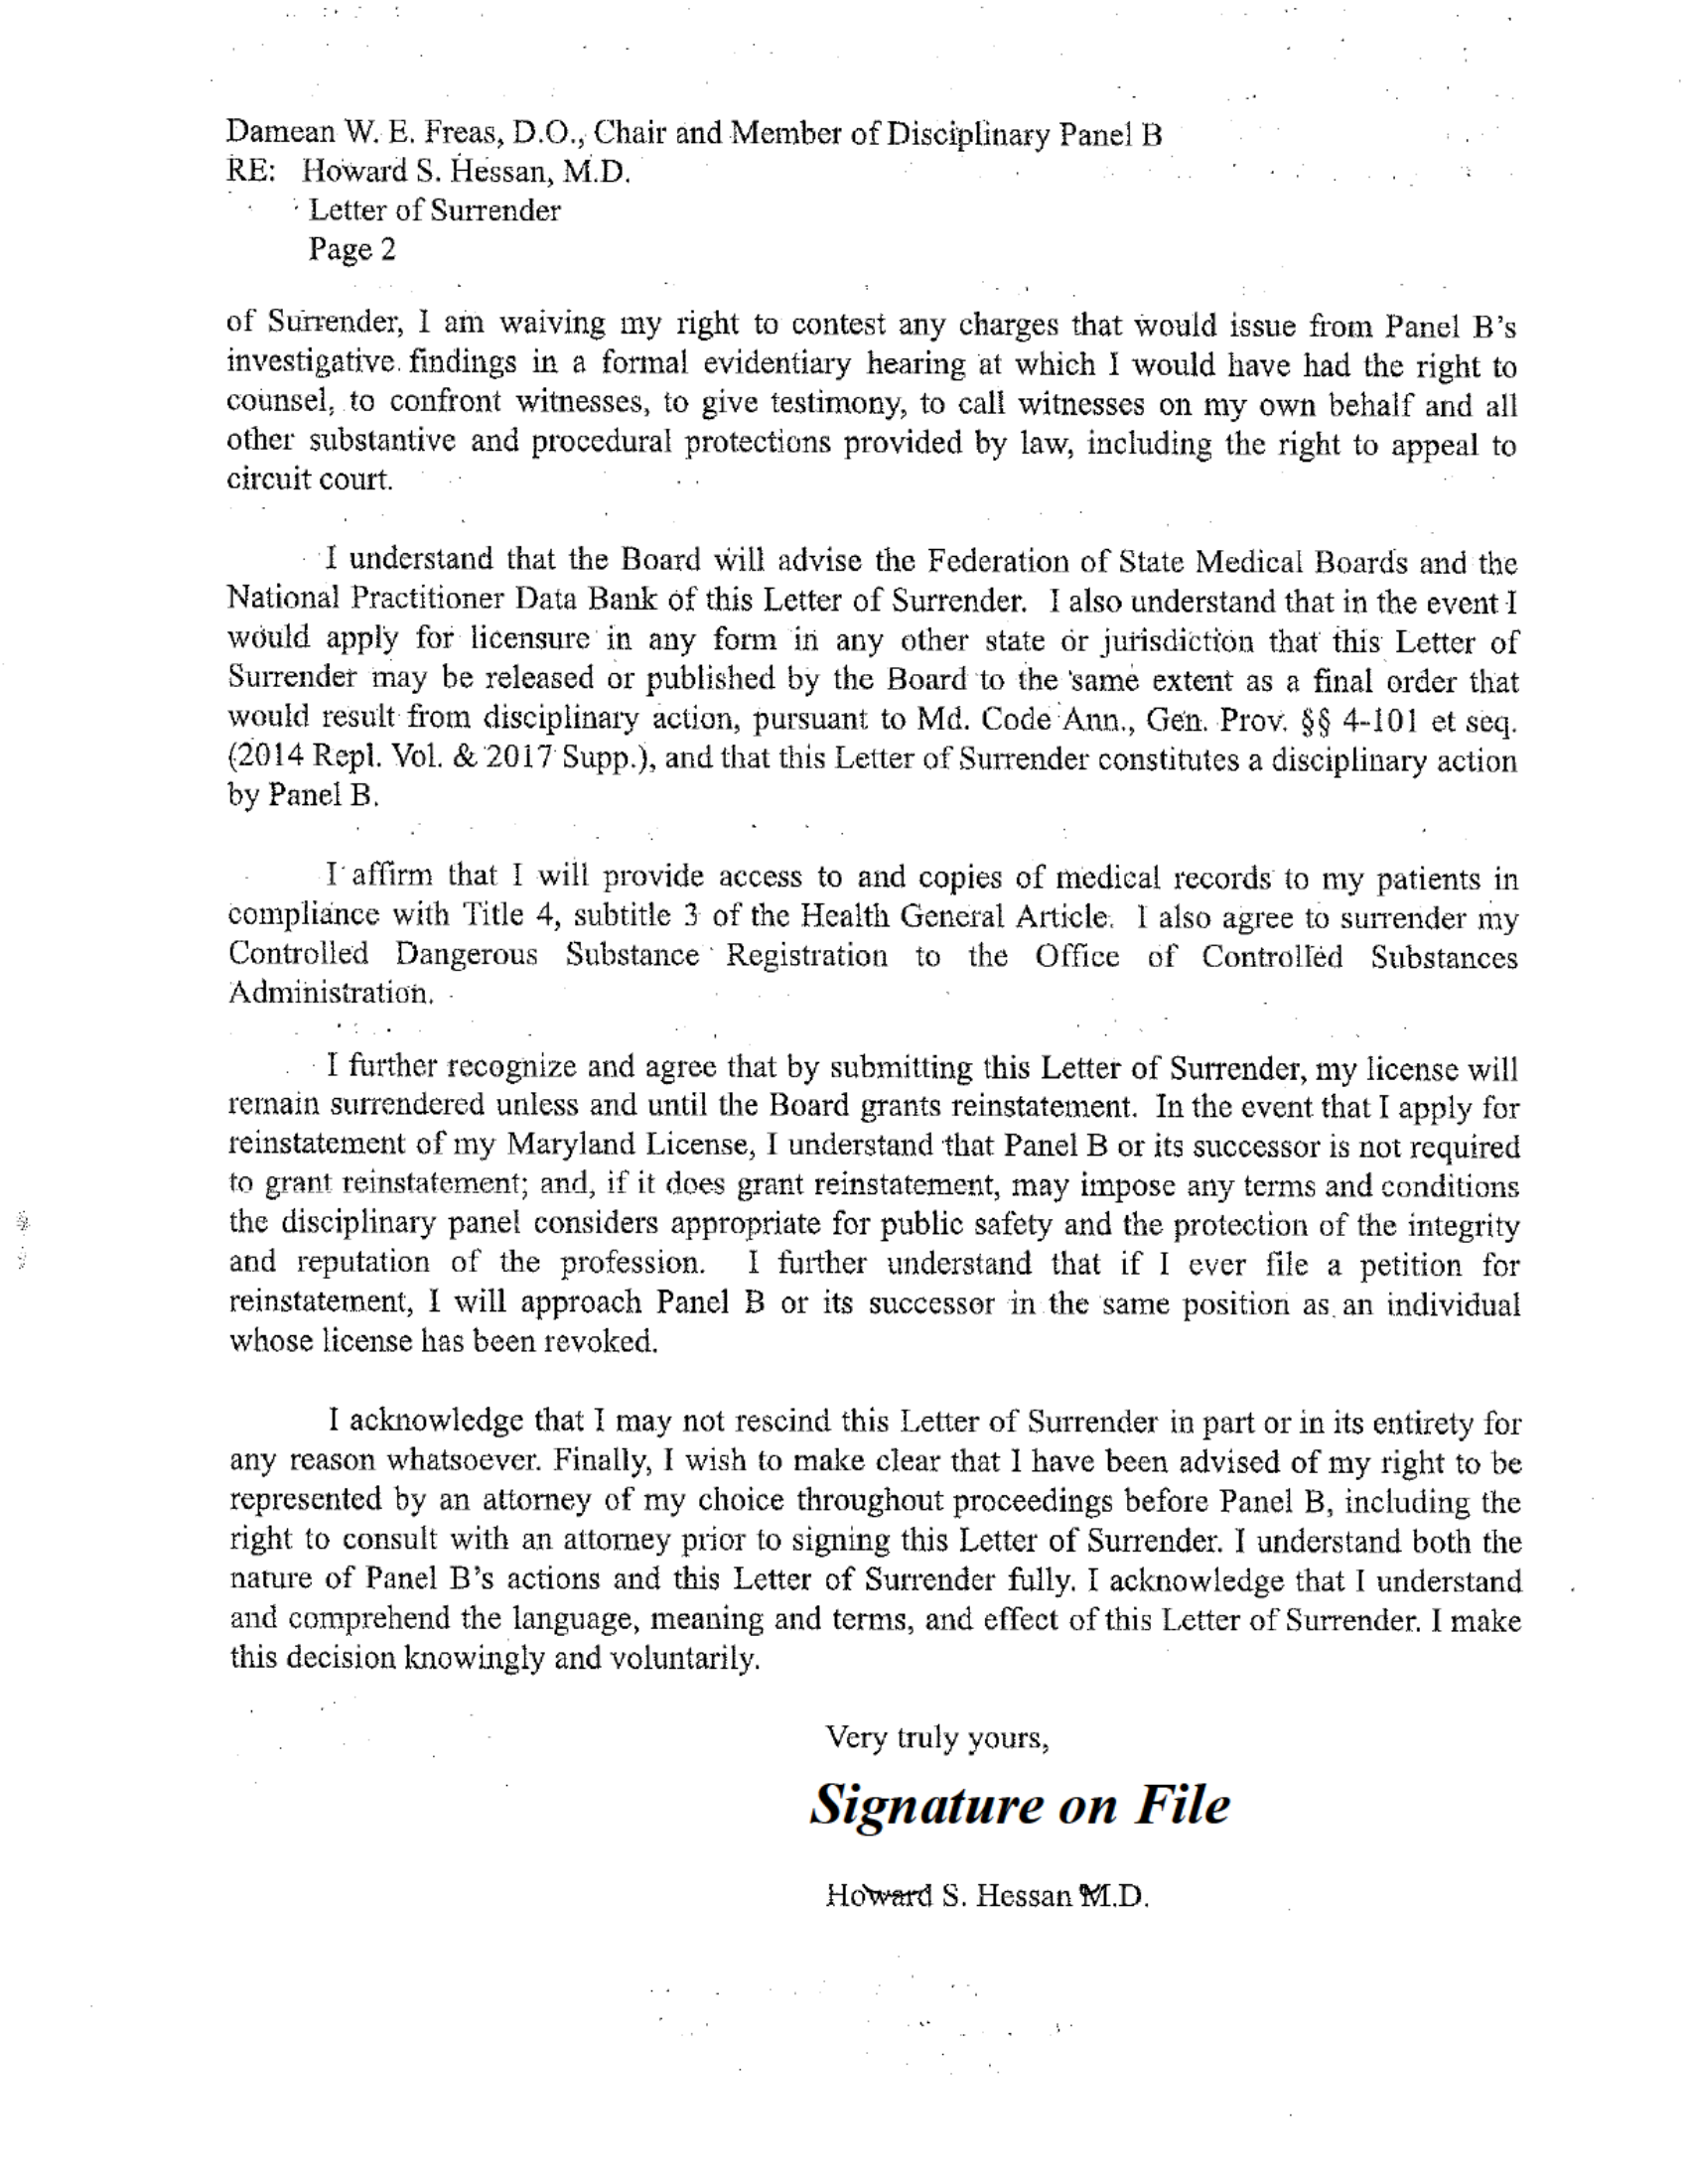 Damean W. E. Freas, D.O., Chair and Member of Disciplinary Panel B
RE: Howard S. Hessan, M.D.
Letter of Surrender
Page 2
of Surrender, I am waiving my right to contest any charges that would issue from Panel B's
investigative findings in a formal evidentiary hearing at which I would have had the right to
counsel, to confront witnesses, to give testimony, to call witnesses on my own behalf and all
other substantive and procedural protections provided by law, including the right to appeal to
circuit court.
I understand that the Board will advise the Federation of State Medical Boards and the
National Practitioner Data Bank of this Letter of Surrender. I also understand that in the event I
would apply for licensure in any form in any other state or jurisdiction that this Letter of
Surrender may be released or published by the Board to the same extent as a final order that
would result from disciplinary action, pursuant to Md. Code Ann., Gen. Prov. §§ 4-101 et seq.
(2014 Repl. Vol. & 2017 Supp.), and that this Letter of Surrender constitutes a disciplinary action
by Panel B.
I affirm that I will provide access to and copies of medical records to my patients in
compliance with Title 4, subtitle 3 of the Health General Article. I also agree to surrender my
Controlled Dangerous Substance Registration to the Office of Controlled Substances
Administration.
I further recognize and agree that by submitting this Letter of Surrender, my license will
remain surrendered unless and until the Board grants reinstatement. In the event that I apply for
reinstatement of my Maryland License, I understand that Panel B or its successor is not required
to grant reinstatement; and, if it does grant reinstatement, may impose any terms and conditions
the disciplinary panel considers appropriate for public safety and the protection of the integrity
and reputation of the profession. I further understand that if I ever file a petition for
reinstatement, I will approach Panel B or its successor in the same position as an individual
whose license has been revoked.
I acknowledge that I may not rescind this Letter of Surrender in part or in its entirety for
any reason whatsoever. Finally, I wish to make clear that I have been advised of my right to be
represented by an attorney of my choice throughout proceedings before Panel B, including the
right to consult with an attorney prior to signing this Letter of Surrender. I understand both the
nature of Panel B's actions and this Letter of Surrender fully. I acknowledge that I understand
and comprehend the language, meaning and terms, and effect of this Letter of Surrender. I make
this decision knowingly and voluntarily.
Very truly yours,
Signature on File
Howard S. Hessan M.D.